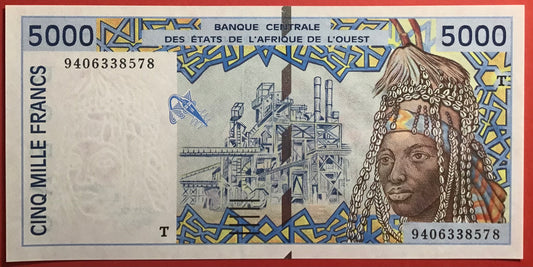 5000
BANQUE CENTRALE
DES ÉTATS DE L'AFRIQUE DE L'OUEST
5000
9406338578
T
CINQ MILLE FRANCS
T
9406338578